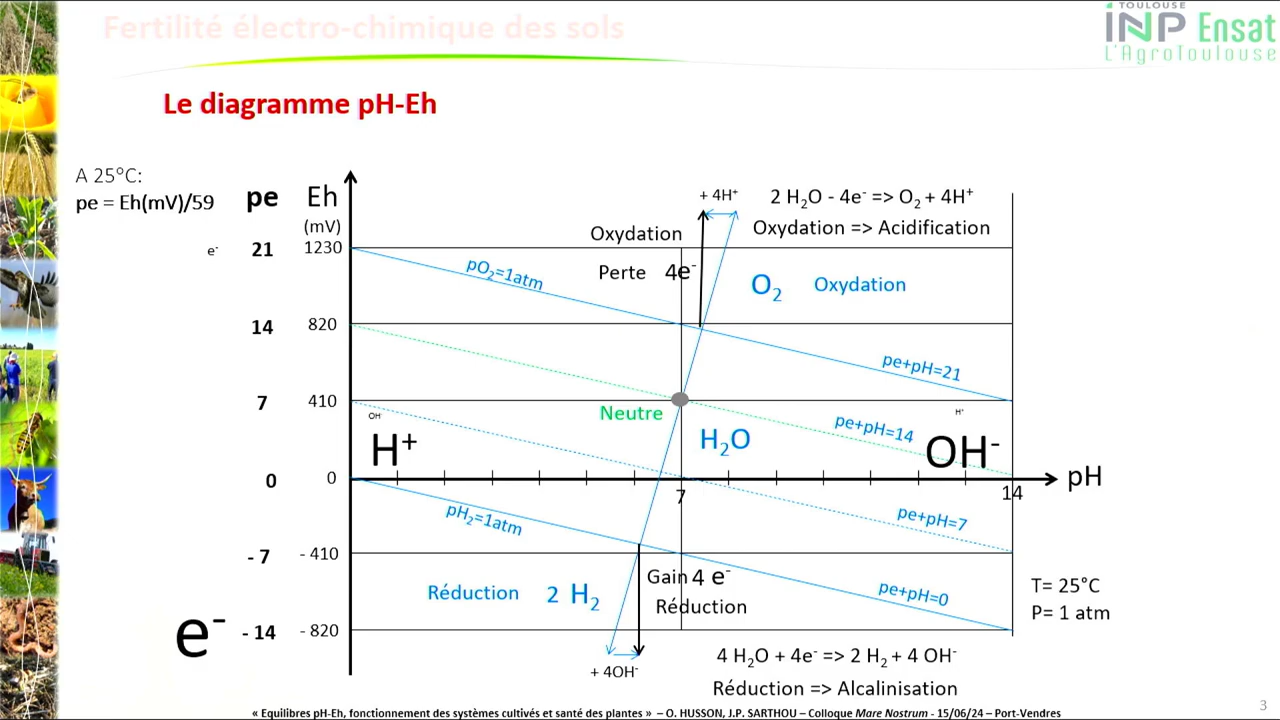 Fertilité électro-chimique des sols
TOULOUSE
INP Ensat
L'AgroToulouse
Le diagramme pH-Eh
A 25°C:
pe = Eh(mV)/59
pe
Eh
(mV)
+ 4H⁺
2 H₂O - 4e⁻ => O₂ + 4H⁺
Oxydation => Acidification
Oxydation
e⁻
21
1230
pO₂=1atm
Perte 4e⁻
O₂
Oxydation
14
820
pe+pH=21
7
410
OH⁻
H⁺
Neutre
H₂O
pe+pH=14
H⁺
OH⁻
0
0
7
14
pH
pH₂=1atm
pe+pH=7
- 7
- 410
Réduction 2 H₂
Gain 4 e⁻
Réduction
pe+pH=0
T= 25°C
P= 1 atm
e⁻
- 14
- 820
+ 4OH⁻
4 H₂O + 4e⁻ => 2 H₂ + 4 OH⁻
Réduction => Alcalinisation
« Equilibres pH-Eh, fonctionnement des systèmes cultivés et santé des plantes » – O. HUSSON, J.P. SARTHOU – Colloque Mare Nostrum - 15/06/24 – Port-Vendres
3